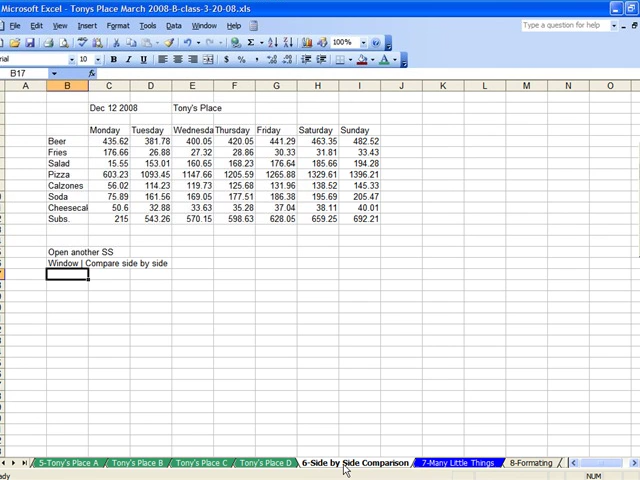 Microsoft Excel - Tonys Place March 2008-B-class-3-20-08.xls
File Edit View Insert Format Tools Data Window Help Type a question for help
100%
10 B I U $ % ,
B17 fx
A B C D E F G H I J K L M N O
Dec 12 2008 Tony's Place
Monday Tuesday Wednesda Thursday Friday Saturday Sunday
Beer 435.62 381.78 400.05 420.05 441.29 463.35 482.52
Fries 176.66 26.88 27.32 28.86 30.33 31.81 33.43
Salad 15.55 153.01 160.65 168.23 176.64 185.66 194.28
Pizza 603.23 1093.45 1147.66 1205.59 1265.88 1329.61 1396.21
Calzones 56.02 114.23 119.73 125.68 131.96 138.52 145.33
Soda 75.89 161.56 169.05 177.51 186.38 195.69 205.47
Cheesecak 50.6 32.88 33.63 35.28 37.04 38.11 40.01
Subs. 215 543.26 570.15 598.63 628.05 659.25 692.21
Open another SS
Window | Compare side by side
5-Tony's Place A Tony's Place B Tony's Place C Tony's Place D 6-Side by Side Comparison 7-Many Little Things 8-Formating
NUM